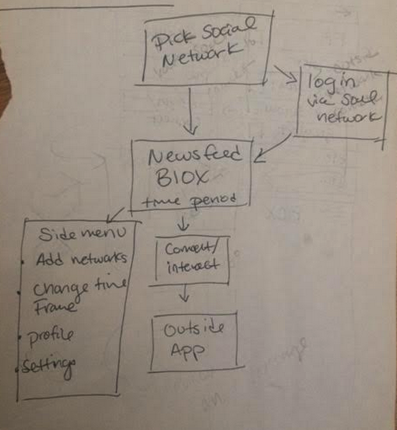 Pick Social
Network
login
via social
network
Newsfeed
BIOX
time period
Side menu
• Add networks
• Change time
Frame
• profile
• Settings
Connect/
interact
Outside
App